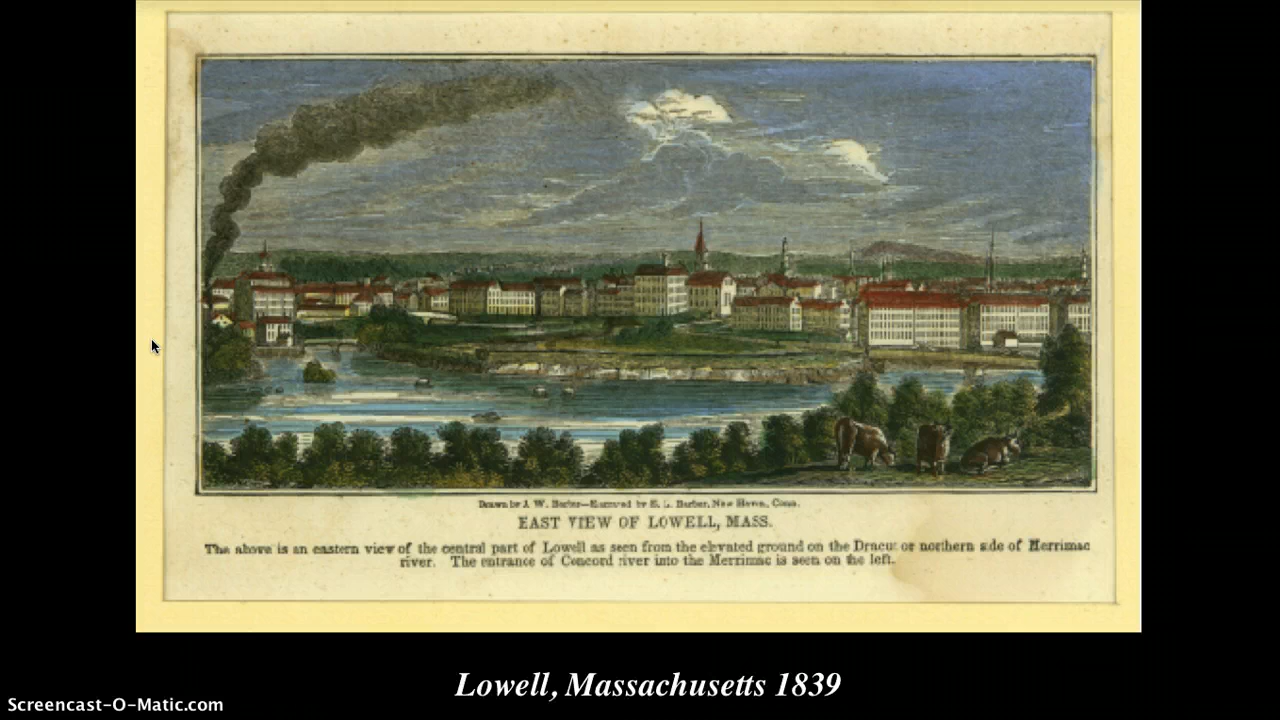 Drawn by J. W. Barber—Engraved by E. L. Barber, New Haven, Conn.
EAST VIEW OF LOWELL, MASS.
The above is an eastern view of the central part of Lowell as seen from the elevated ground on the Dracut or northern side of Merrimac
river. The entrance of Concord river into the Merrimac is seen on the left.
Lowell, Massachusetts 1839
Screencast-O-Matic.com